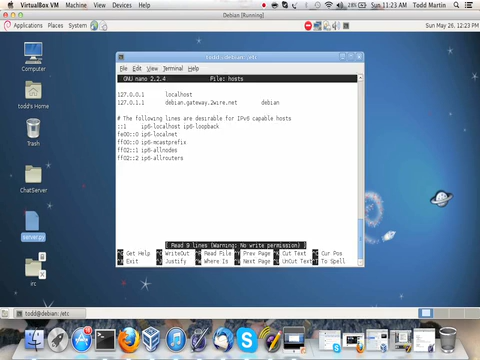 VirtualBox VM Machine View Devices Help Sun 11:23 AM Todd Martin
Debian [Running]
Applications Places System Sun May 26, 12:23 PM
Computer
todd's Home
Trash
ChatServer
server.py
etc
todd@debian: /etc
File Edit View Terminal Help
GNU nano 2.2.4 File: hosts
127.0.0.1 localhost
127.0.1.1 debian.gateway.2wire.net debian
# The following lines are desirable for IPv6 capable hosts
::1 ip6-localhost ip6-loopback
fe00::0 ip6-localnet
ff00::0 ip6-mcastprefix
ff02::1 ip6-allnodes
ff02::2 ip6-allrouters
[ Read 9 lines (Warning: No write permission) ]
^G Get Help ^O WriteOut ^R Read File ^Y Prev Page ^K Cut Text ^C Cur Pos
^X Exit ^J Justify ^W Where Is ^V Next Page ^U UnCut Text ^T To Spell
todd@debian: /etc